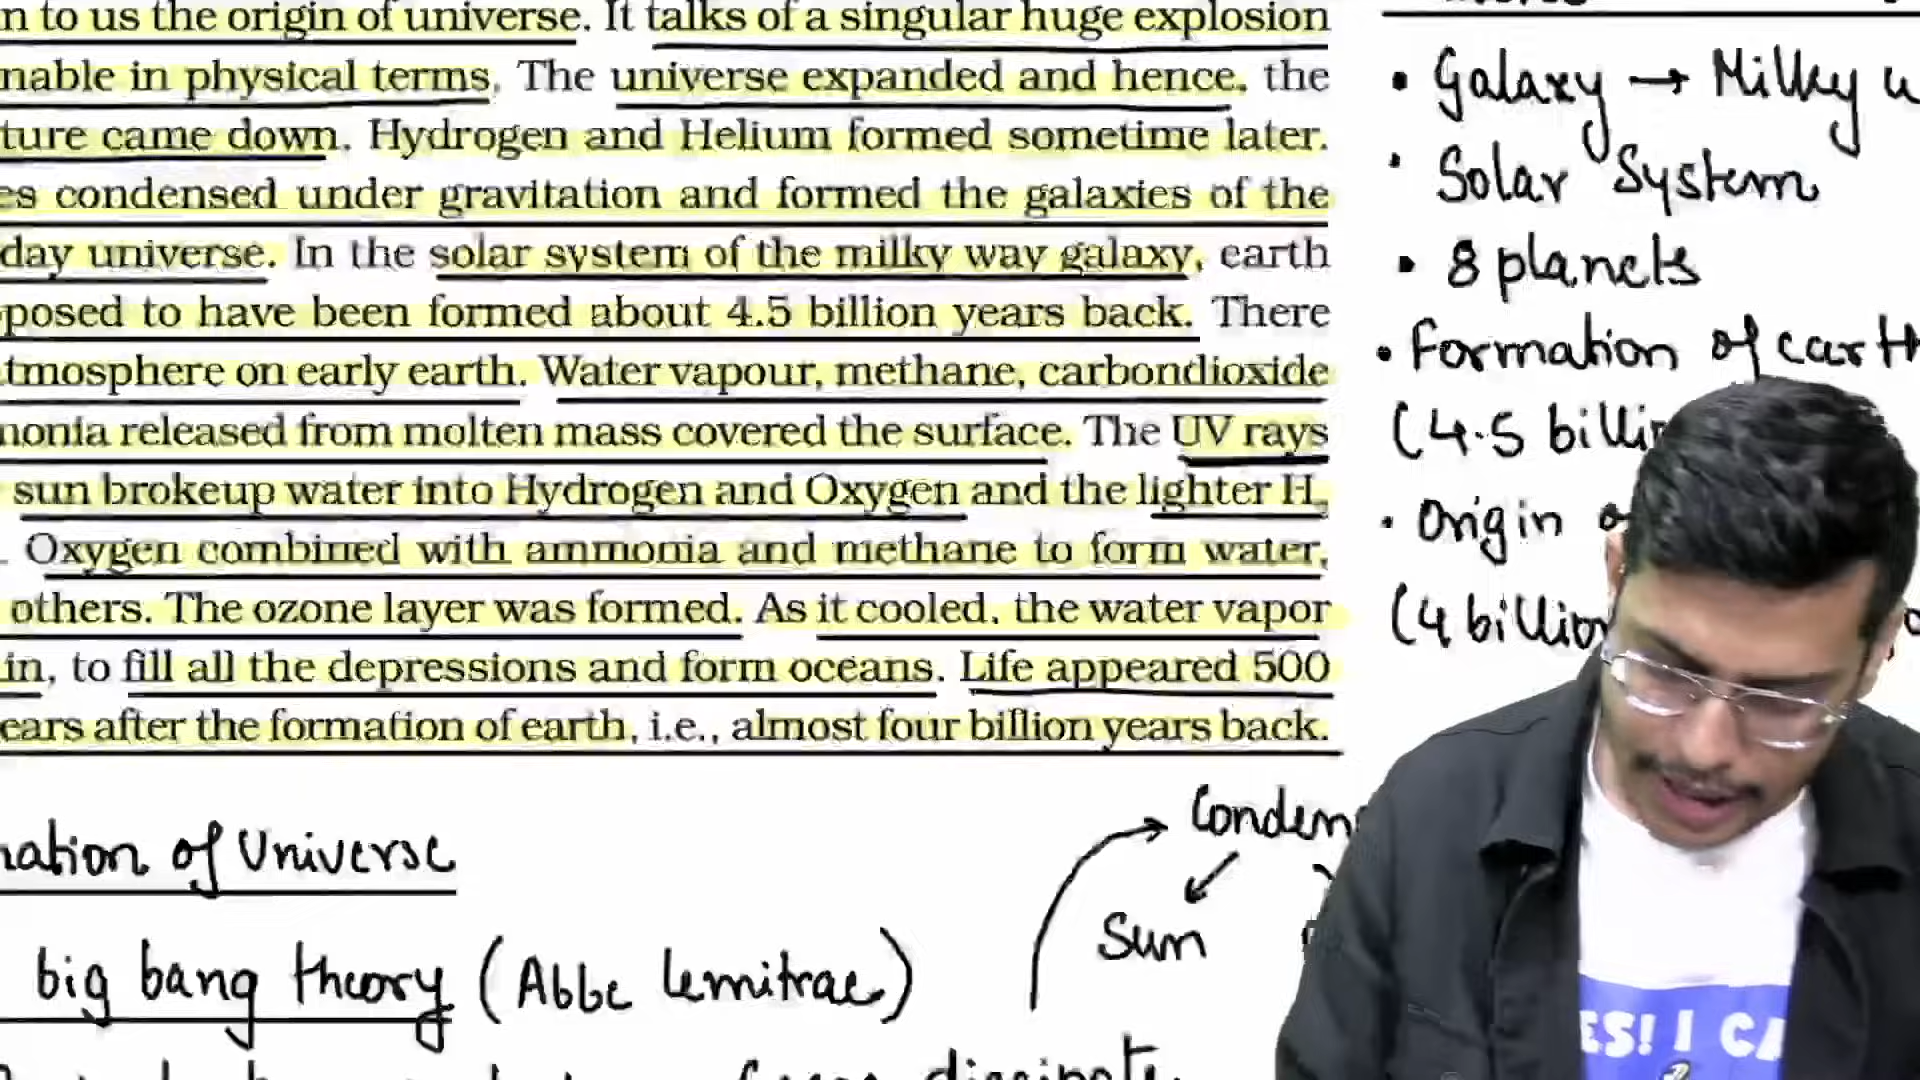 n to us the origin of universe. It talks of a singular huge explosion
nable in physical terms. The universe expanded and hence, the
ture came down. Hydrogen and Helium formed sometime later.
es condensed under gravitation and formed the galaxies of the
day universe. In the solar system of the milky way galaxy, earth
posed to have been formed about 4.5 billion years back. There
tmosphere on early earth. Water vapour, methane, carbondioxide
nonia released from molten mass covered the surface. The UV rays
sun brokeup water into Hydrogen and Oxygen and the lighter H
Oxygen combined with ammonia and methane to form water,
others. The ozone layer was formed. As it cooled, the water vapor
in, to fill all the depressions and form oceans. Life appeared 500
ears after the formation of earth, i.e., almost four billion years back.
• Galaxy → Milky w
• Solar System
• 8 planets
• Formation of earth
(4.5 billi
• Origin o
(4 billion
mation of Universe
big bang theory (Abbe Lemitrae)
Conden
Sun
dissipate
ES! I CA